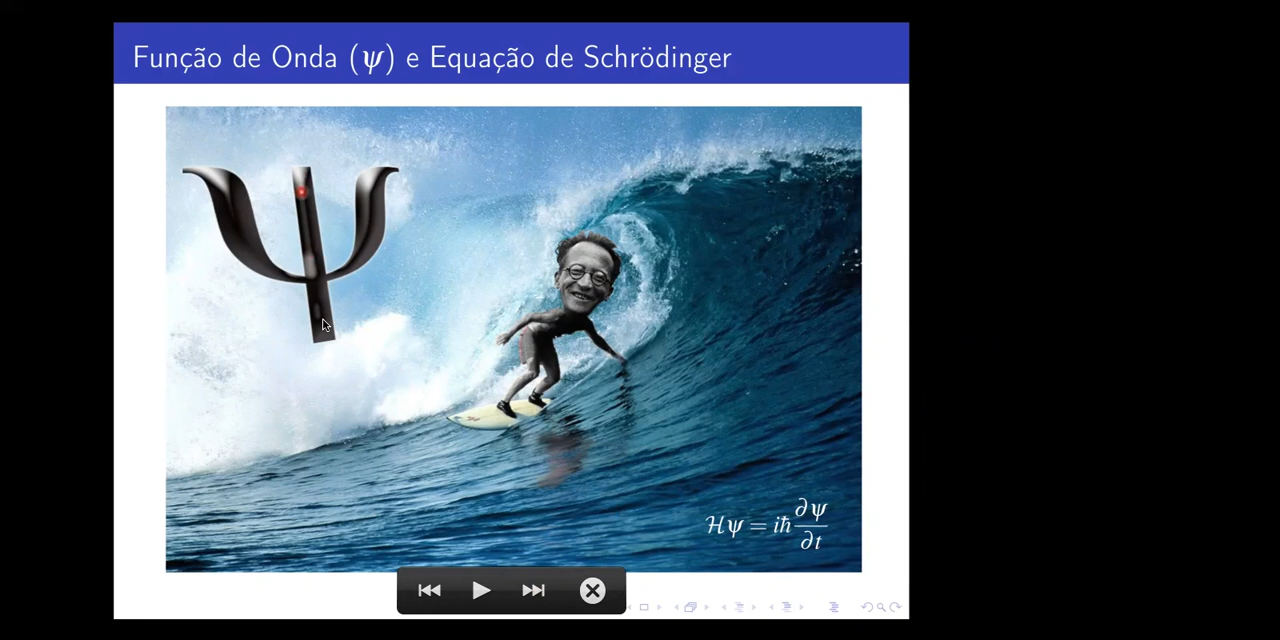 Função de Onda (ψ) e Equação de Schrödinger
Ψ
ℋψ = iħ ∂ψ/∂t